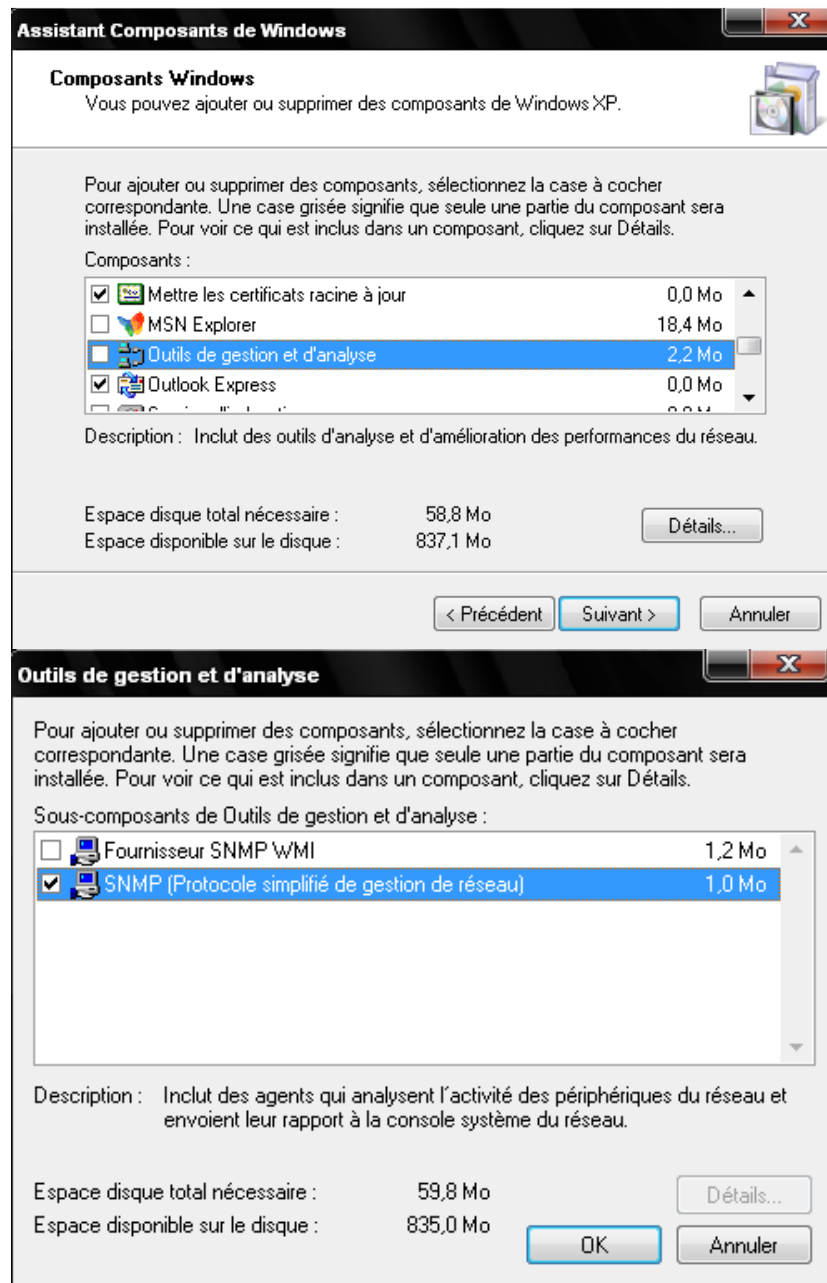 Assistant Composants de Windows
Composants Windows
Vous pouvez ajouter ou supprimer des composants de Windows XP.
Pour ajouter ou supprimer des composants, sélectionnez la case à cocher
correspondante. Une case grisée signifie que seule une partie du composant sera
installée. Pour voir ce qui est inclus dans un composant, cliquez sur Détails.
Composants :
Mettre les certificats racine à jour 0,0 Mo
MSN Explorer 18,4 Mo
Outils de gestion et d'analyse 2,2 Mo
Outlook Express 0,0 Mo
Description : Inclut des outils d'analyse et d'amélioration des performances du réseau.
Espace disque total nécessaire : 58,8 Mo
Espace disponible sur le disque : 837,1 Mo
Détails...
< Précédent Suivant > Annuler
Outils de gestion et d'analyse
Pour ajouter ou supprimer des composants, sélectionnez la case à cocher
correspondante. Une case grisée signifie que seule une partie du composant sera
installée. Pour voir ce qui est inclus dans un composant, cliquez sur Détails.
Sous-composants de Outils de gestion et d'analyse :
Fournisseur SNMP WMI 1,2 Mo
SNMP (Protocole simplifié de gestion de réseau) 1,0 Mo
Description : Inclut des agents qui analysent l'activité des périphériques du réseau et
envoient leur rapport à la console système du réseau.
Espace disque total nécessaire : 59,8 Mo
Espace disponible sur le disque : 835,0 Mo
Détails...
OK Annuler